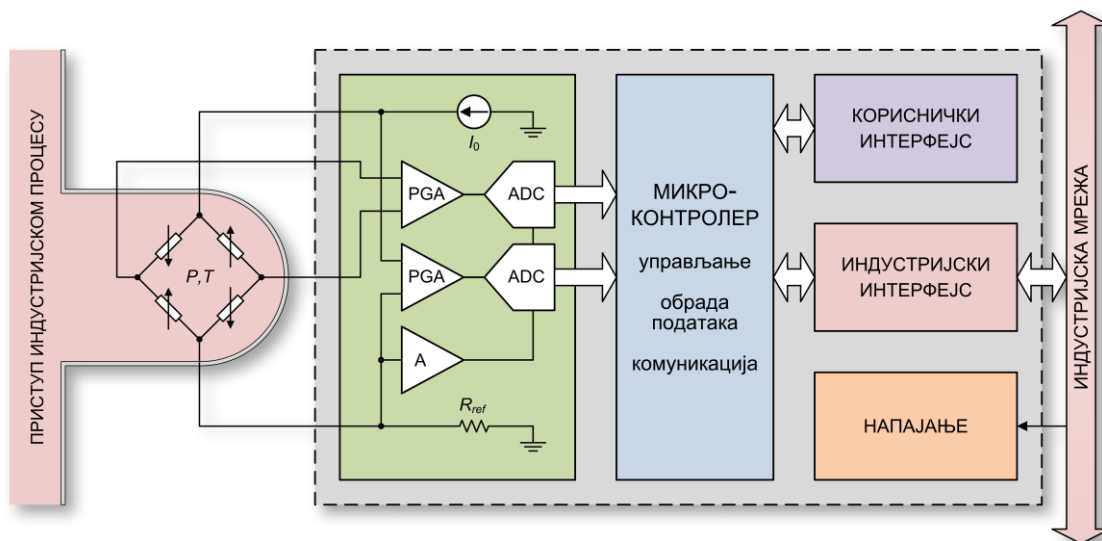 ПРИСТУП ИНДУСТРИЈСКОМ ПРОЦЕСУ
P,T
I0
PGA
ADC
PGA
ADC
A
Rref
МИКРО-
КОНТРОЛЕР
управљање
обрада
података
комуникација
КОРИСНИЧКИ
ИНТЕРФЕЈС
ИНДУСТРИЈСКИ
ИНТЕРФЕЈС
НАПАЈАЊЕ
ИНДУСТРИЈСКА МРЕЖА